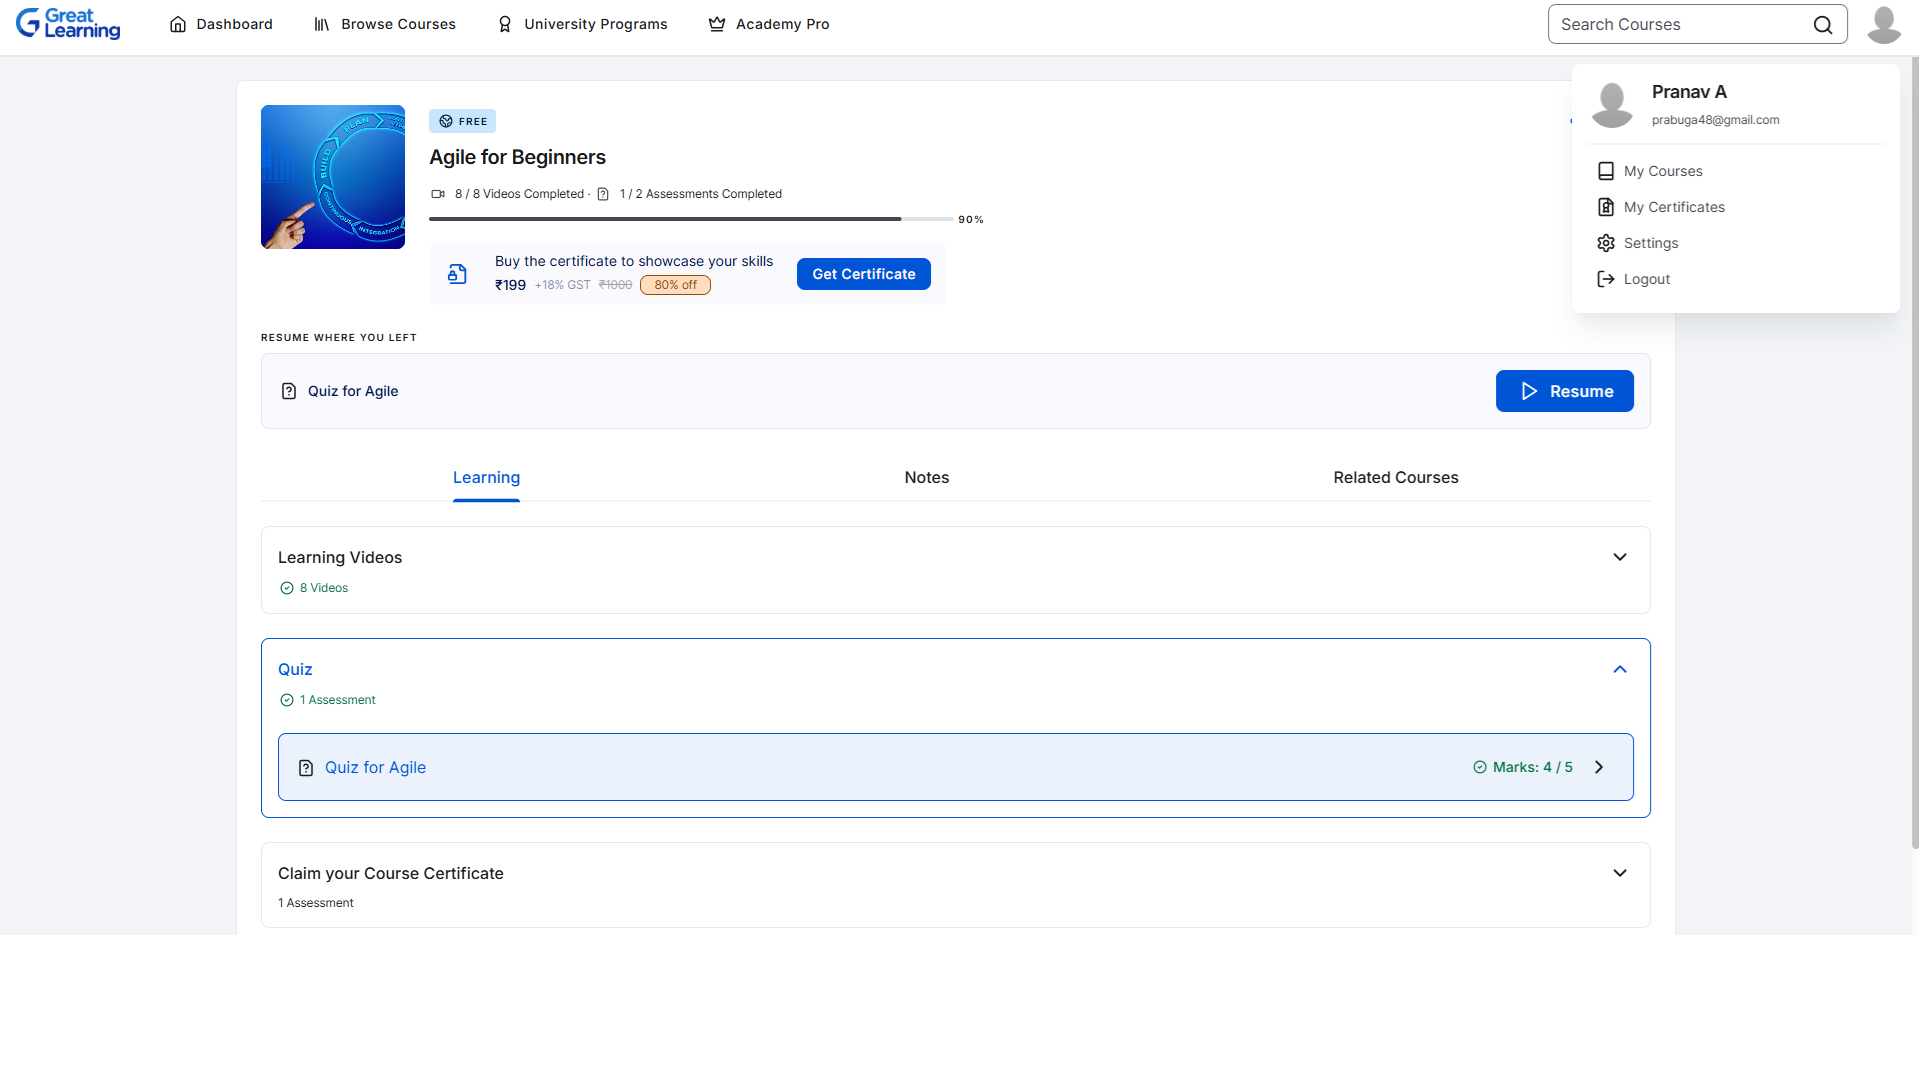 Great Learning
Dashboard
Browse Courses
University Programs
Academy Pro
Search Courses
Pranav A
prabuga48@gmail.com
My Courses
My Certificates
Settings
Logout
PLAN
BUILD
CONTINUOUS
INTEGRATION
FREE
Agile for Beginners
8 / 8 Videos Completed · 1 / 2 Assessments Completed
90%
Buy the certificate to showcase your skills
₹199 +18% GST ₹1000 80% off
Get Certificate
RESUME WHERE YOU LEFT
Quiz for Agile
Resume
Learning
Notes
Related Courses
Learning Videos
8 Videos
Quiz
1 Assessment
Quiz for Agile
Marks: 4 / 5
Claim your Course Certificate
1 Assessment